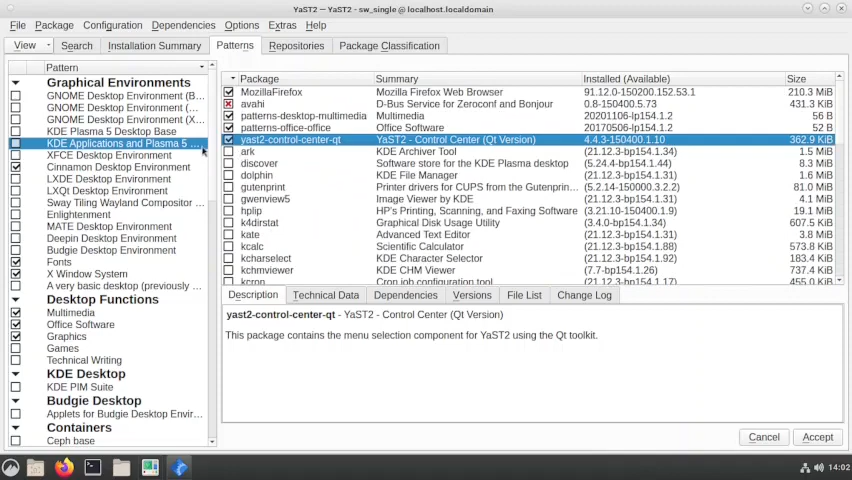 YaST2 — YaST2 - sw_single @ localhost.localdomain
File Package Configuration Dependencies Options Extras Help
View Search Installation Summary Patterns Repositories Package Classification
Pattern
Graphical Environments
GNOME Desktop Environment (B...
GNOME Desktop Environment (...
GNOME Desktop Environment (X...
KDE Plasma 5 Desktop Base
KDE Applications and Plasma 5 ...
XFCE Desktop Environment
Cinnamon Desktop Environment
LXDE Desktop Environment
LXQt Desktop Environment
Sway Tiling Wayland Compositor ...
Enlightenment
MATE Desktop Environment
Deepin Desktop Environment
Budgie Desktop Environment
Fonts
X Window System
A very basic desktop (previously ...
Desktop Functions
Multimedia
Office Software
Graphics
Games
Technical Writing
KDE Desktop
KDE PIM Suite
Budgie Desktop
Applets for Budgie Desktop Envir...
Containers
Ceph base
Package Summary Installed (Available) Size
MozillaFirefox Mozilla Firefox Web Browser 91.12.0-150200.152.53.1 210.3 MiB
avahi D-Bus Service for Zeroconf and Bonjour 0.8-150400.5.73 431.3 KiB
patterns-desktop-multimedia Multimedia 20201106-lp154.1.2 56 B
patterns-office-office Office Software 20170506-lp154.1.2 52 B
yast2-control-center-qt YaST2 - Control Center (Qt Version) 4.4.3-150400.1.10 362.9 KiB
ark KDE Archiver Tool (21.12.3-bp154.1.31) 1.5 MiB
discover Software store for the KDE Plasma desktop (5.24.4-bp154.1.44) 8.3 MiB
dolphin KDE File Manager (21.12.3-bp154.1.31) 1.6 MiB
gutenprint Printer drivers for CUPS from the Gutenprin... (5.2.14-150000.3.2.2) 81.0 MiB
gwenview5 Image Viewer by KDE (21.12.3-bp154.1.31) 4.1 MiB
hplip HP's Printing, Scanning, and Faxing Software (3.21.10-150400.1.9) 19.1 MiB
k4dirstat Graphical Disk Usage Utility (3.4.0-bp154.1.34) 607.5 KiB
kate Advanced Text Editor (21.12.3-bp154.1.31) 3.8 MiB
kcalc Scientific Calculator (21.12.3-bp154.1.88) 573.8 KiB
kcharselect KDE Character Selector (21.12.3-bp154.1.92) 183.4 KiB
kchmviewer KDE CHM Viewer (7.7-bp154.1.26) 737.4 KiB
kcron Cron job configuration tool (21.12.3-bp154.1.17) 455.0 KiB
Description Technical Data Dependencies Versions File List Change Log
yast2-control-center-qt - YaST2 - Control Center (Qt Version)
This package contains the menu selection component for YaST2 using the Qt toolkit.
Cancel Accept
14:02